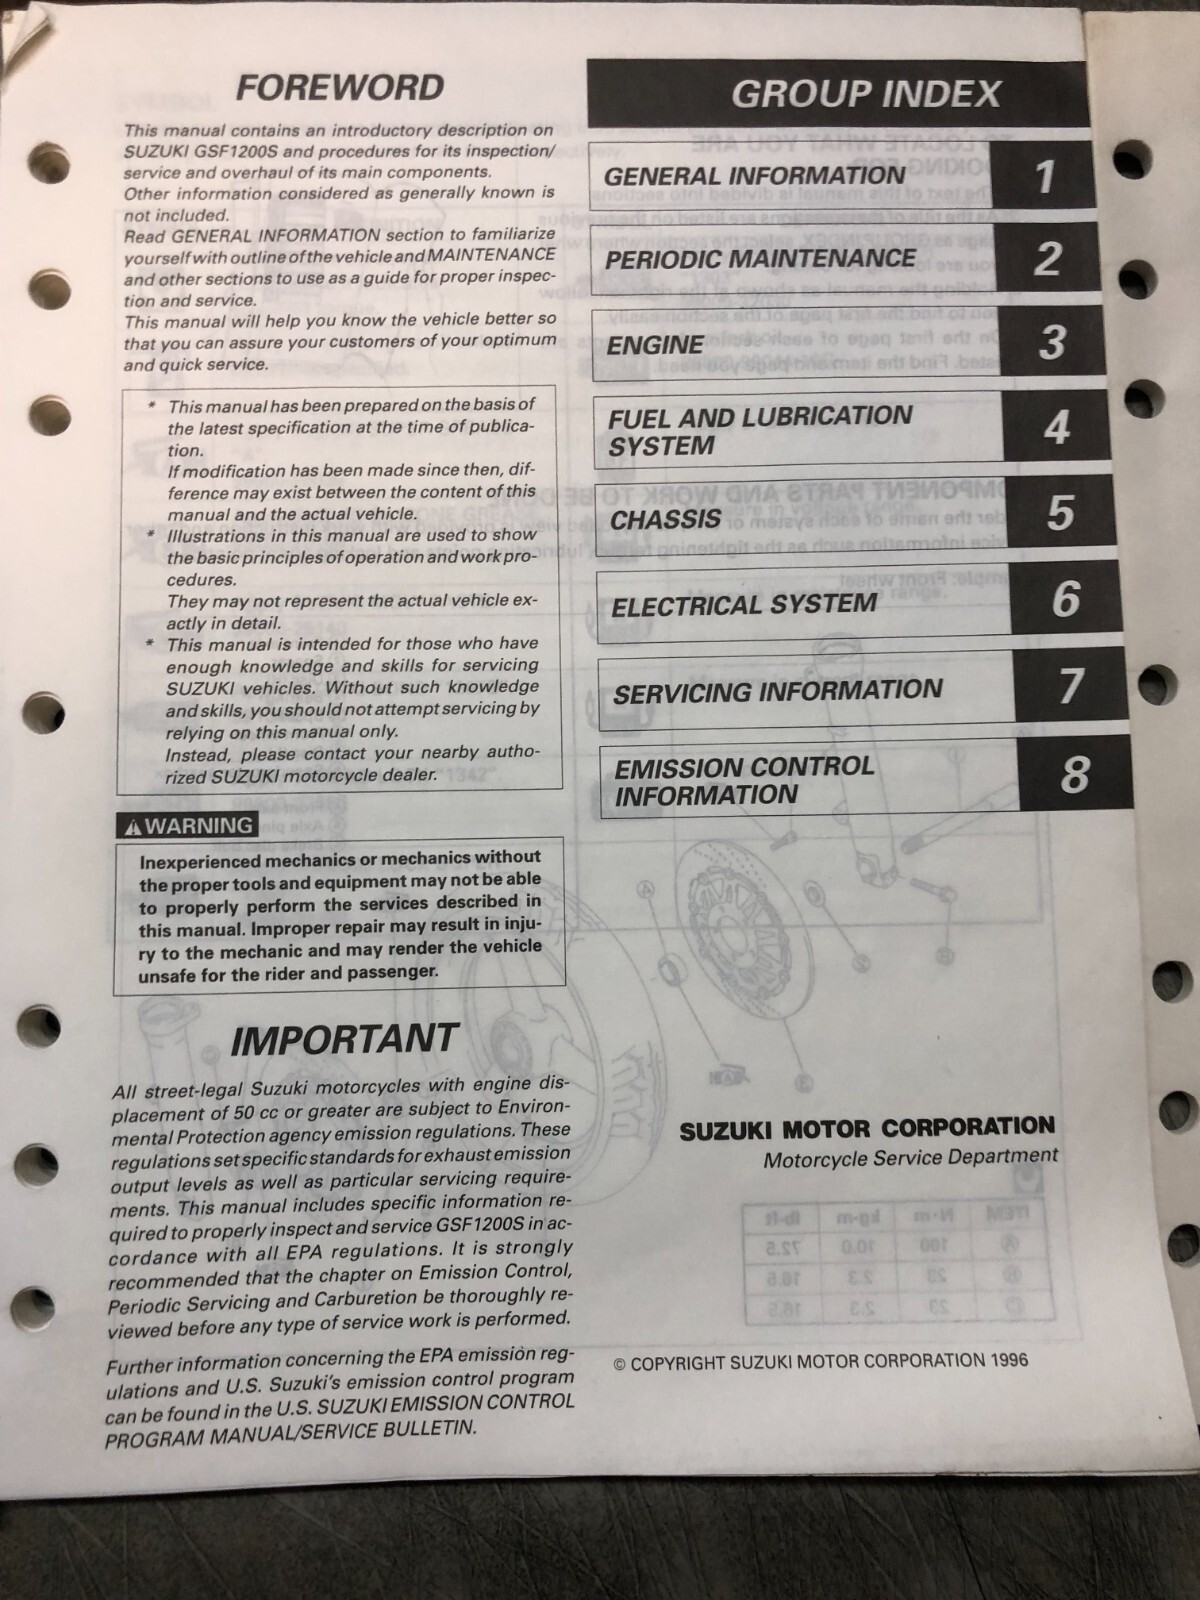 FOREWORD
This manual contains an introductory description on
SUZUKI GSF1200S and procedures for its inspection/
service and overhaul of its main components.
Other information considered as generally known is
not included.
Read GENERAL INFORMATION section to familiarize
yourself with outline of the vehicle and MAINTENANCE
and other sections to use as a guide for proper inspec-
tion and service.
This manual will help you know the vehicle better so
that you can assure your customers of your optimum
and quick service.
* This manual has been prepared on the basis of
the latest specification at the time of publica-
tion.
If modification has been made since then, dif-
ference may exist between the content of this
manual and the actual vehicle.
* Illustrations in this manual are used to show
the basic principles of operation and work pro-
cedures.
They may not represent the actual vehicle ex-
actly in detail.
* This manual is intended for those who have
enough knowledge and skills for servicing
SUZUKI vehicles. Without such knowledge
and skills, you should not attempt servicing by
relying on this manual only.
Instead, please contact your nearby autho-
rized SUZUKI motorcycle dealer.
WARNING
Inexperienced mechanics or mechanics without
the proper tools and equipment may not be able
to properly perform the services described in
this manual. Improper repair may result in inju-
ry to the mechanic and may render the vehicle
unsafe for the rider and passenger.
IMPORTANT
All street-legal Suzuki motorcycles with engine dis-
placement of 50 cc or greater are subject to Environ-
mental Protection agency emission regulations. These
regulations set specific standards for exhaust emission
output levels as well as particular servicing require-
ments. This manual includes specific information re-
quired to properly inspect and service GSF1200S in ac-
cordance with all EPA regulations. It is strongly
recommended that the chapter on Emission Control,
Periodic Servicing and Carburetion be thoroughly re-
viewed before any type of service work is performed.
Further information concerning the EPA emission reg-
ulations and U.S. Suzuki's emission control program
can be found in the U.S. SUZUKI EMISSION CONTROL
PROGRAM MANUAL/SERVICE BULLETIN.
GROUP INDEX
GENERAL INFORMATION 1
PERIODIC MAINTENANCE 2
ENGINE 3
FUEL AND LUBRICATION
SYSTEM 4
CHASSIS 5
ELECTRICAL SYSTEM 6
SERVICING INFORMATION 7
EMISSION CONTROL
INFORMATION 8
SUZUKI MOTOR CORPORATION
Motorcycle Service Department
© COPYRIGHT SUZUKI MOTOR CORPORATION 1996